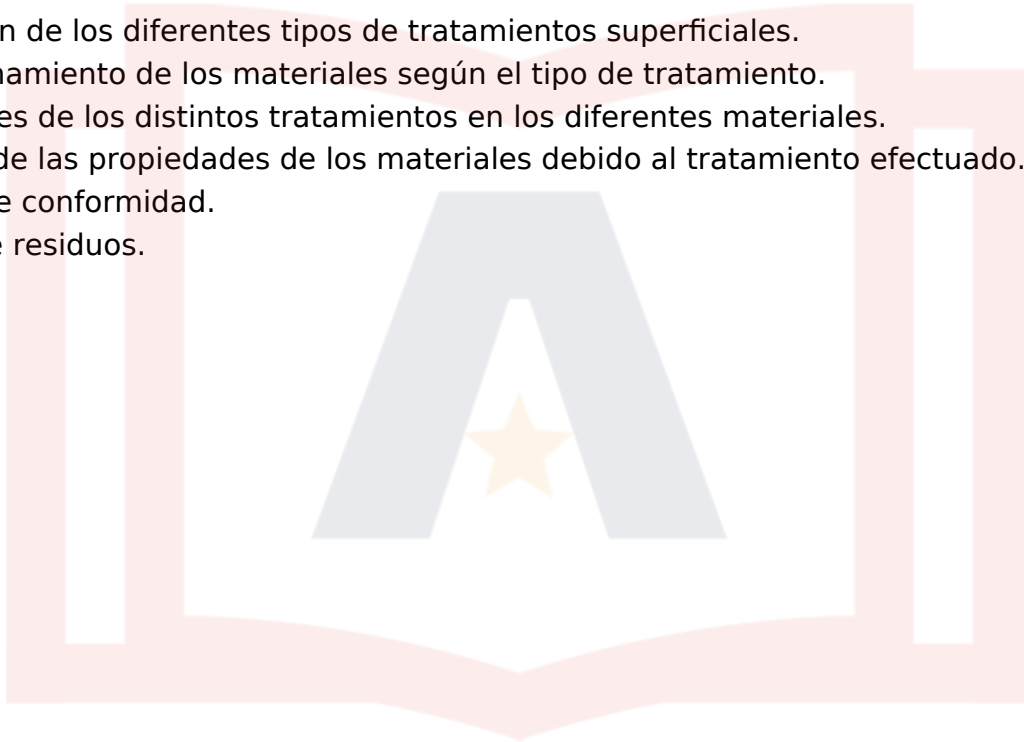 n de los diferentes tipos de tratamientos superficiales.
namiento de los materiales según el tipo de tratamiento.
es de los distintos tratamientos en los diferentes materiales.
de las propiedades de los materiales debido al tratamiento efectuado.
e conformidad.
e residuos.